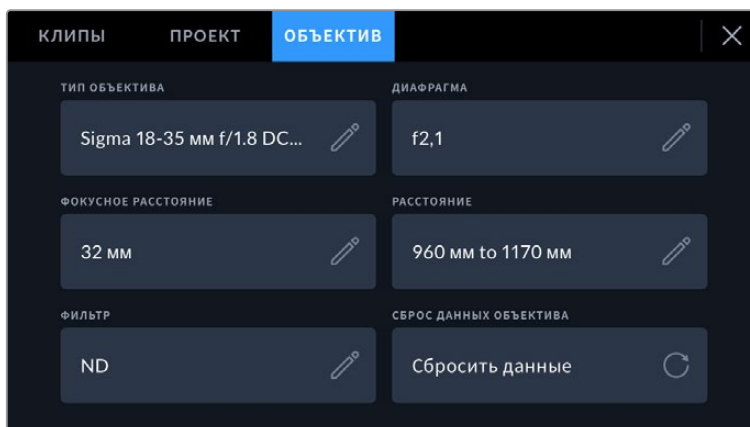 КЛИПЫ ПРОЕКТ ОБЪЕКТИВ
ТИП ОБЪЕКТИВА ДИАФРАГМА
Sigma 18-35 мм f/1.8 DC... f2,1
ФОКУСНОЕ РАССТОЯНИЕ РАССТОЯНИЕ
32 мм 960 мм to 1170 мм
ФИЛЬТР СБРОС ДАННЫХ ОБЪЕКТИВА
ND Сбросить данные